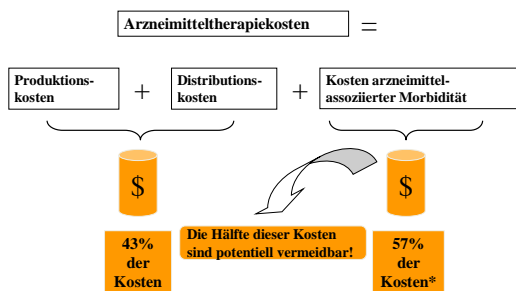 Arzneimitteltherapiekosten =
Produktions-
kosten
+
Distributions-
kosten
+
Kosten arzneimittel-
assoziierter Morbidität
$
$
Die Hälfte dieser Kosten
sind potentiell vermeidbar!
43%
der
Kosten
57%
der
Kosten*